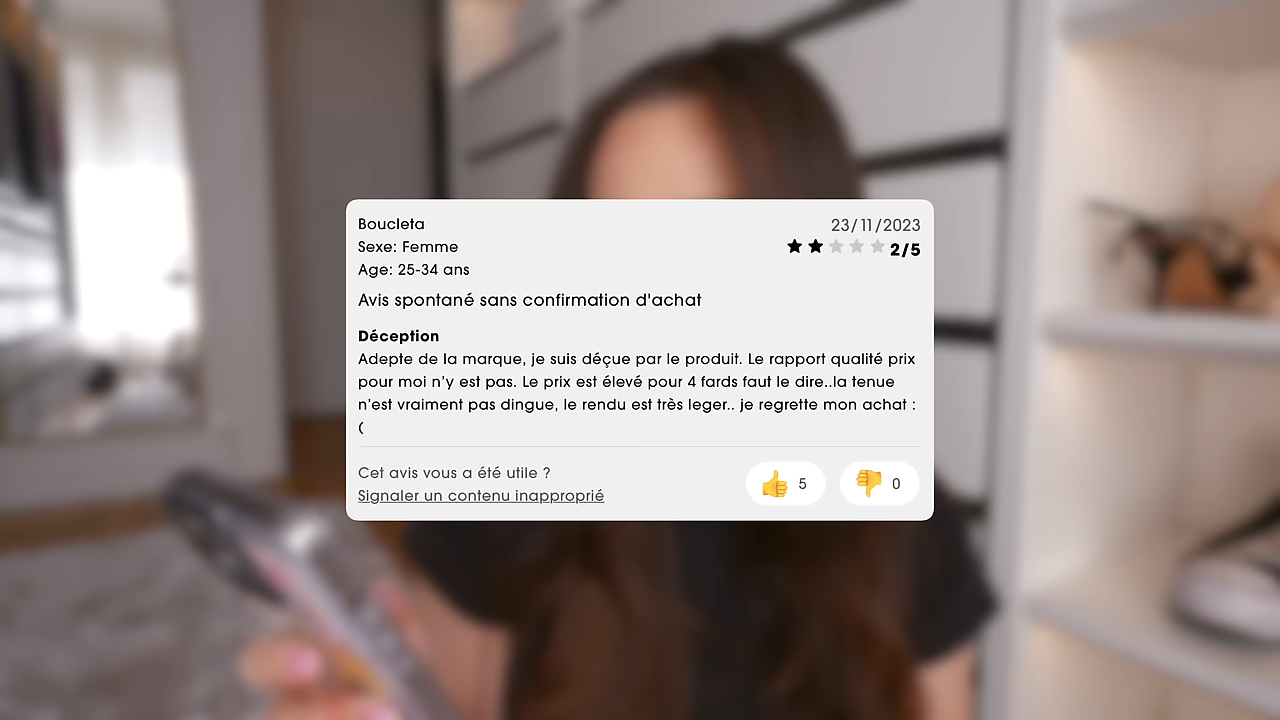 Boucleta
23/11/2023
Sexe: Femme
2/5
Age: 25-34 ans
Avis spontané sans confirmation d'achat
Déception
Adepte de la marque, je suis déçue par le produit. Le rapport qualité prix
pour moi n'y est pas. Le prix est élevé pour 4 fards faut le dire..la tenue
n'est vraiment pas dingue, le rendu est très leger.. je regrette mon achat :
(
Cet avis vous a été utile ?
5
0
Signaler un contenu inapproprié